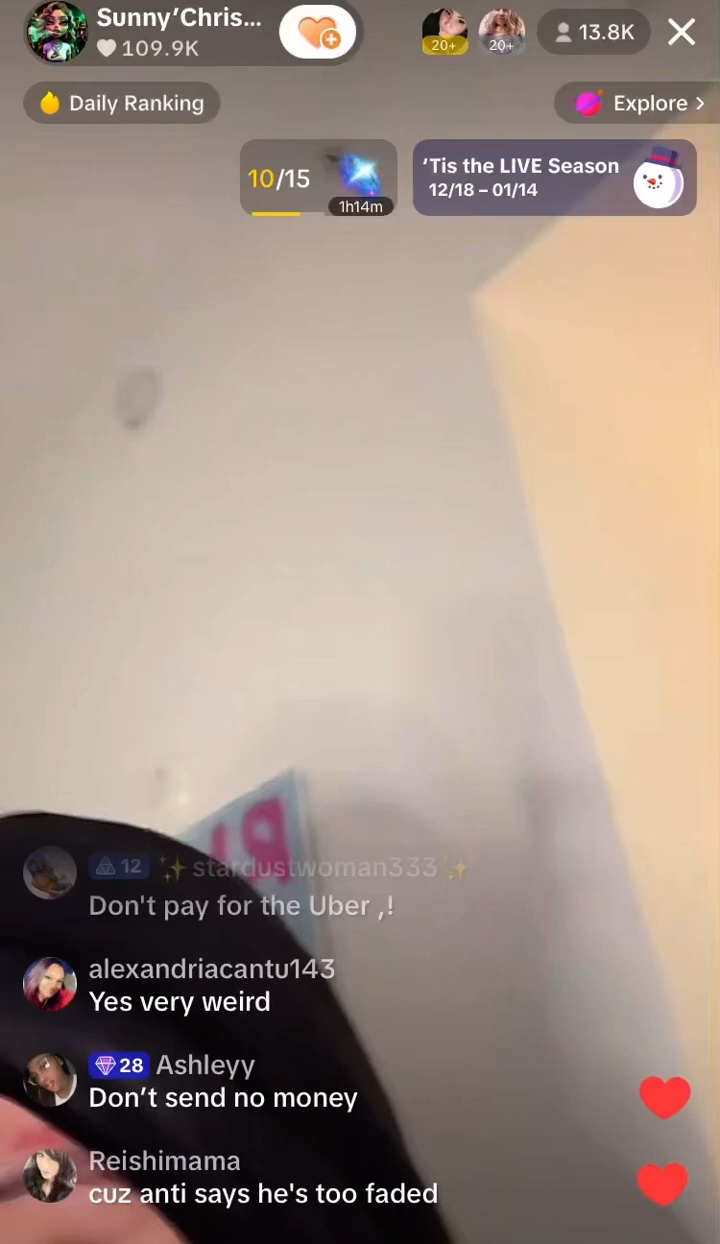 Sunny’Chris...
109.9K
20+
20+
13.8K
Daily Ranking
Explore >
10/15
1h14m
’Tis the LIVE Season
12/18 – 01/14
12 ✨ stardustwoman333 ✨
Don't pay for the Uber ,!
alexandriacantu143
Yes very weird
28 Ashleyy
Don’t send no money
Reishimama
cuz anti says he's too faded